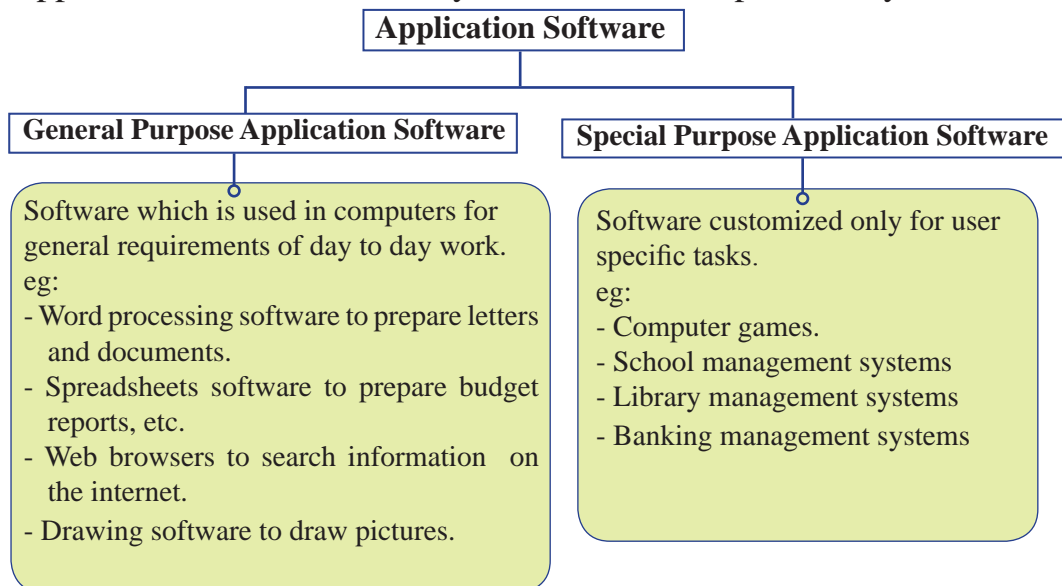 Application Software
General Purpose Application Software
Software which is used in computers for
general requirements of day to day work.
eg:
- Word processing software to prepare letters
and documents.
- Spreadsheets software to prepare budget
reports, etc.
- Web browsers to search information on
the internet.
- Drawing software to draw pictures.
Special Purpose Application Software
Software customized only for user
specific tasks.
eg:
- Computer games.
- School management systems
- Library management systems
- Banking management systems